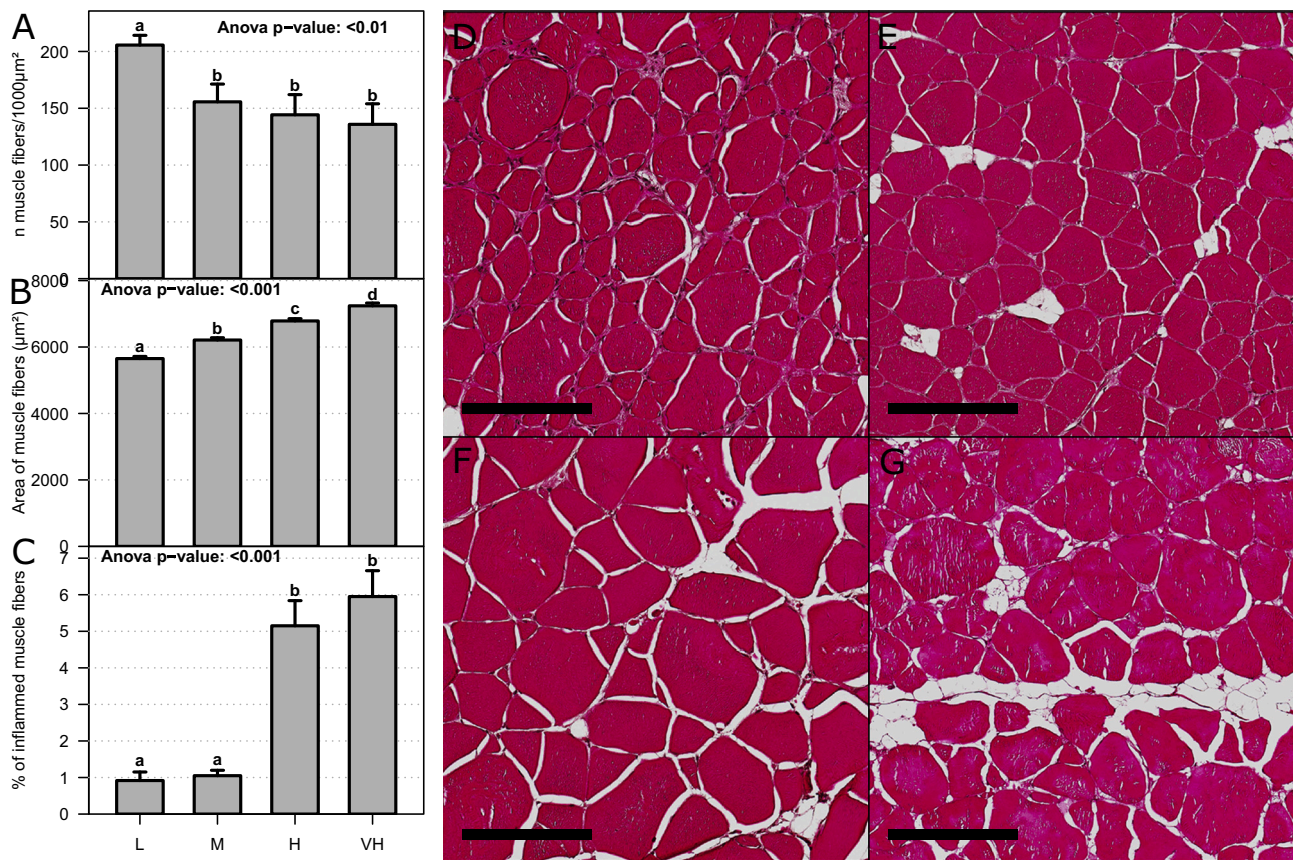 A
Anova p−value: <0.01
n muscle fibers/1000μm²
200
150
100
50
0
a
b
b
b
B
Anova p−value: <0.001
Area of muscle fibers (μm²)
8000
6000
4000
2000
0
a
b
c
d
C
Anova p−value: <0.001
% of inflammed muscle fibers
7
6
5
4
3
2
1
0
a
a
b
b
L M H VH
D
E
F
G